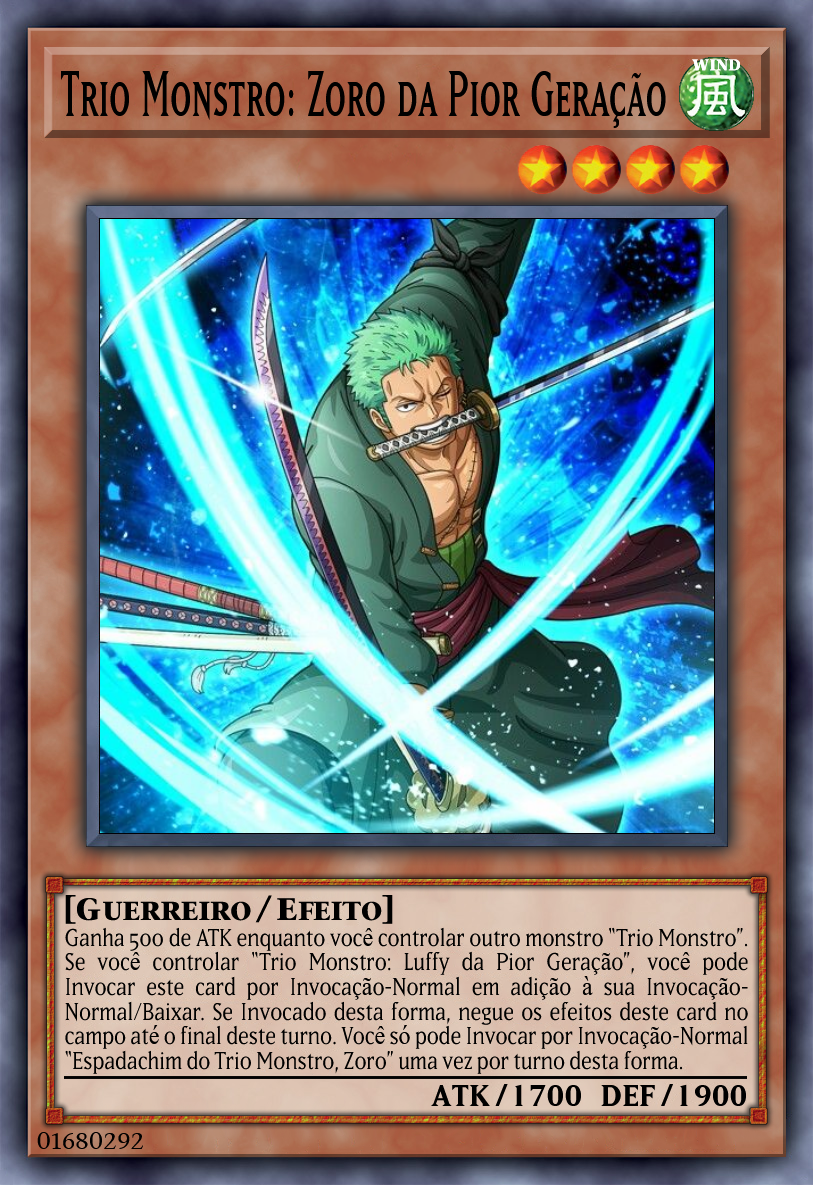 Trio Monstro: Zoro da Pior Geração
WIND
風
[Guerreiro / Efeito]
Ganha 500 de ATK enquanto você controlar outro monstro “Trio Monstro”.
Se você controlar “Trio Monstro: Luffy da Pior Geração”, você pode
Invocar este card por Invocação-Normal em adição à sua Invocação-
Normal/Baixar. Se Invocado desta forma, negue os efeitos deste card no
campo até o final deste turno. Você só pode Invocar por Invocação-Normal
“Espadachim do Trio Monstro, Zoro” uma vez por turno desta forma.
ATK / 1700 DEF / 1900
01680292